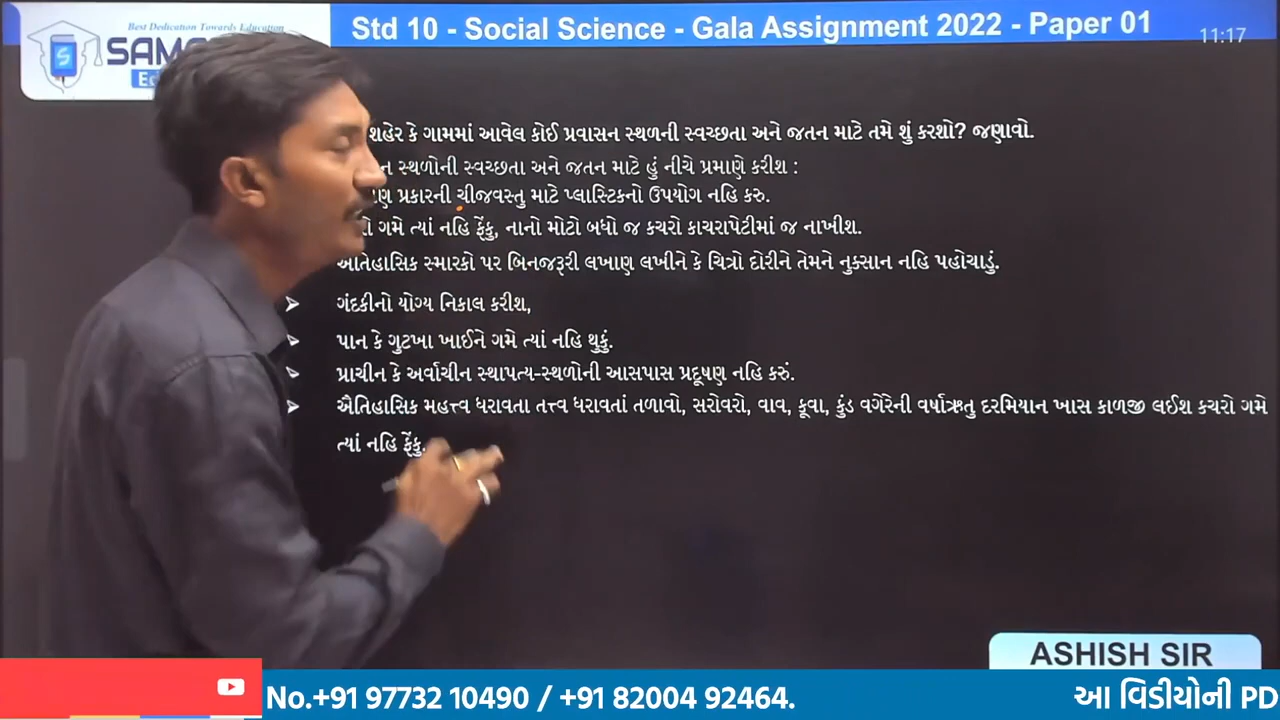 Best Dedication Towards Education
Std 10 - Social Science - Gala Assignment 2022 - Paper 01
11:17
S
શહેર કે ગામમાં આવેલ કોઈ પ્રવાસન સ્થળની સ્વચ્છતા અને જતન માટે તમે શું કરશો? જણાવો.
સ્થળોની સ્વચ્છતા અને જતન માટે હું નીચે પ્રમાણે કરીશ :
પ્રકારની ચીજવસ્તુ માટે પ્લાસ્ટિકનો ઉપયોગ નહિ કરુ.
ગમે ત્યાં નહિ ફેંકુ, નાનો મોટો બધો જ કચરો કાચરાપેટીમાં જ નાખીશ.
સ્મારકો પર બિનજરૂરી લખાણ લખીને કે ચિત્રો દોરીને તેમને નુક્સાન નહિ પહોચાડું.
➤ ગંદકીનો યોગ્ય નિકાલ કરીશ,
➤ પાન કે ગુટખા ખાઈને ગમે ત્યાં નહિ થુકું.
➤ પ્રાચીન કે અર્વાચીન સ્થાપત્ય-સ્થળોની આસપાસ પ્રદૂષણ નહિ કરું.
➤ ઐતિહાસિક મહત્ત્વ ધરાવતા તત્ત્વ ધરાવતાં તળાવો, સરોવરો, વાવ, કૂવા, કુંડ વગેરેની વર્ષાઋતુ દરમિયાન ખાસ કાળજી લઈશ કચરો ગમે
ત્યાં નહિ ફેંકુ.
ASHISH SIR
No.+91 97732 10490 / +91 82004 92464.
આ વિડીયોની PD